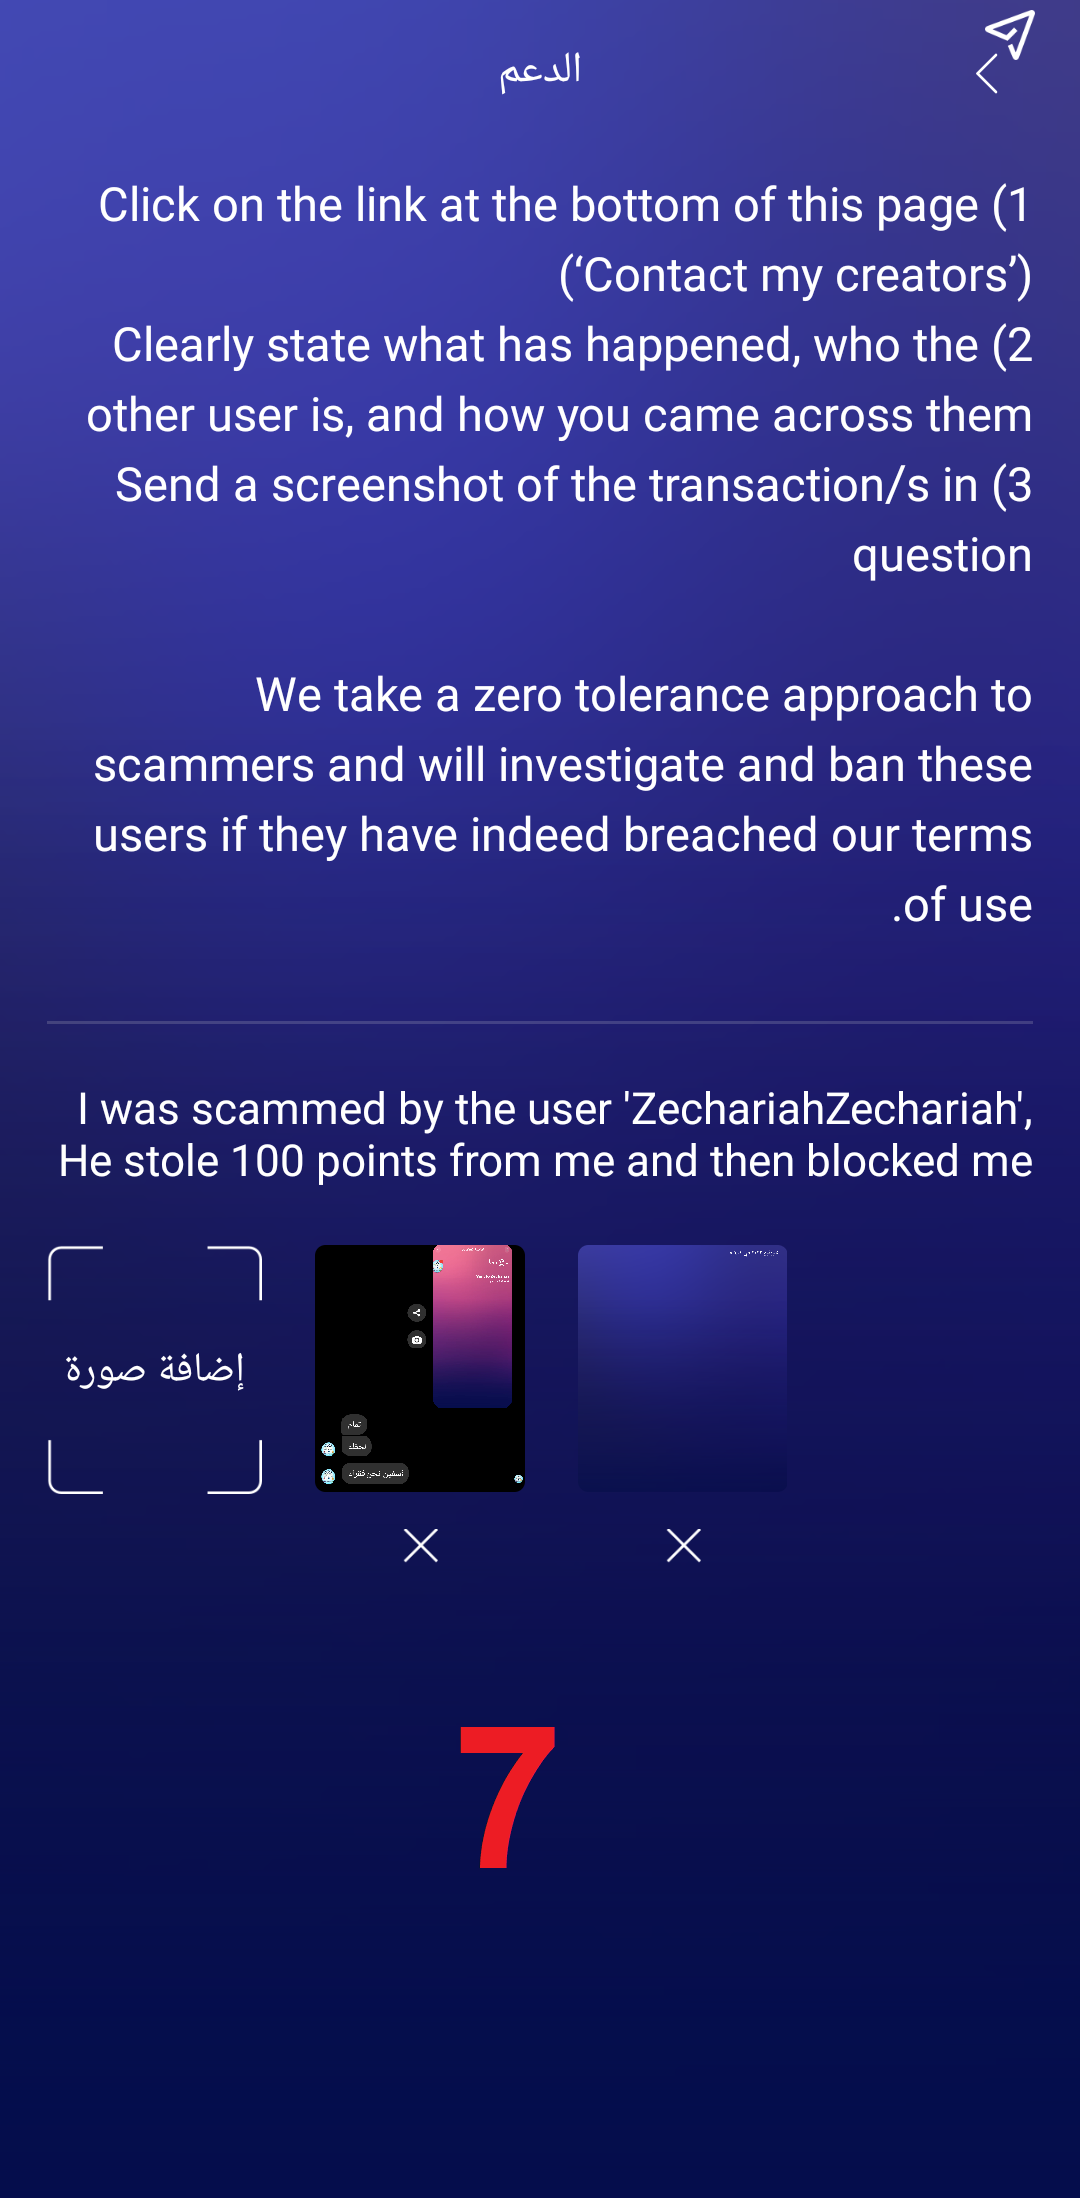 الدعم
Click on the link at the bottom of this page (1
(‘Contact my creators’)
Clearly state what has happened, who the (2
other user is, and how you came across them
Send a screenshot of the transaction/s in (3
question
We take a zero tolerance approach to
scammers and will investigate and ban these
users if they have indeed breached our terms
.of use
I was scammed by the user 'ZechariahZechariah',
He stole 100 points from me and then blocked me
إضافة صورة
تمام
نحن فقراء
7